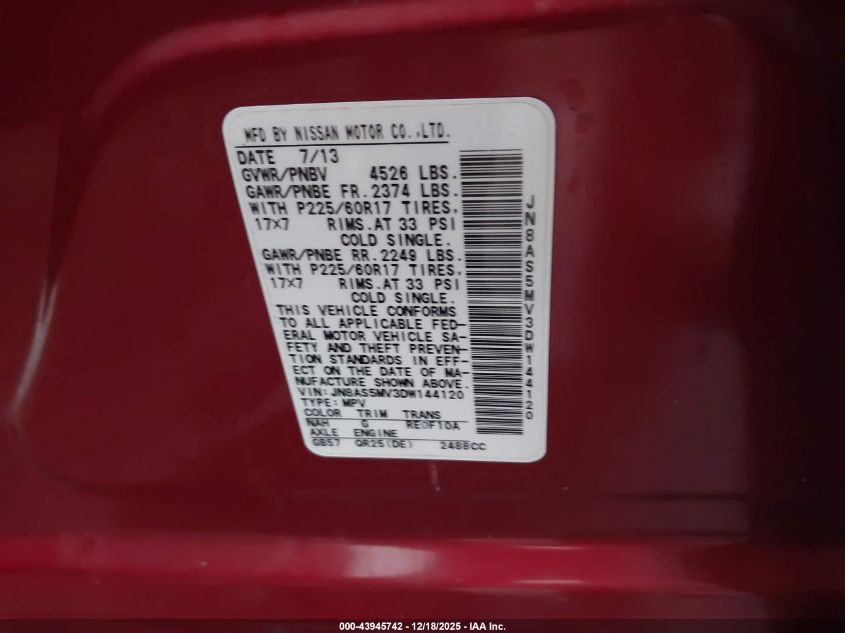 MFD BY NISSAN MOTOR CO.,LTD.
DATE 7/13
GVWR/PNBV 4526 LBS.
GAWR/PNBE FR. 2374 LBS.
WITH P225/60R17 TIRES,
17×7 RIMS.AT 33 PSI
COLD SINGLE.
GAWR/PNBE RR. 2249 LBS.
WITH P225/60R17 TIRES,
17×7 RIMS.AT 33 PSI
COLD SINGLE.
THIS VEHICLE CONFORMS
TO ALL APPLICABLE FED-
ERAL MOTOR VEHICLE SA-
FETY AND THEFT PREVEN-
TION STANDARDS IN EFF-
ECT ON THE DATE OF MA-
NUFACTURE SHOWN ABOVE.
VIN: JN8AS5MV3DW144120
TYPE: MPV
COLOR TRIM TRANS
NAH G RE0F10A
AXLE ENGINE
GB57 QR25(DE) 2488CC
JN8AS5MV3DW144120
000-43945742 – 12/18/2025 – IAA Inc.